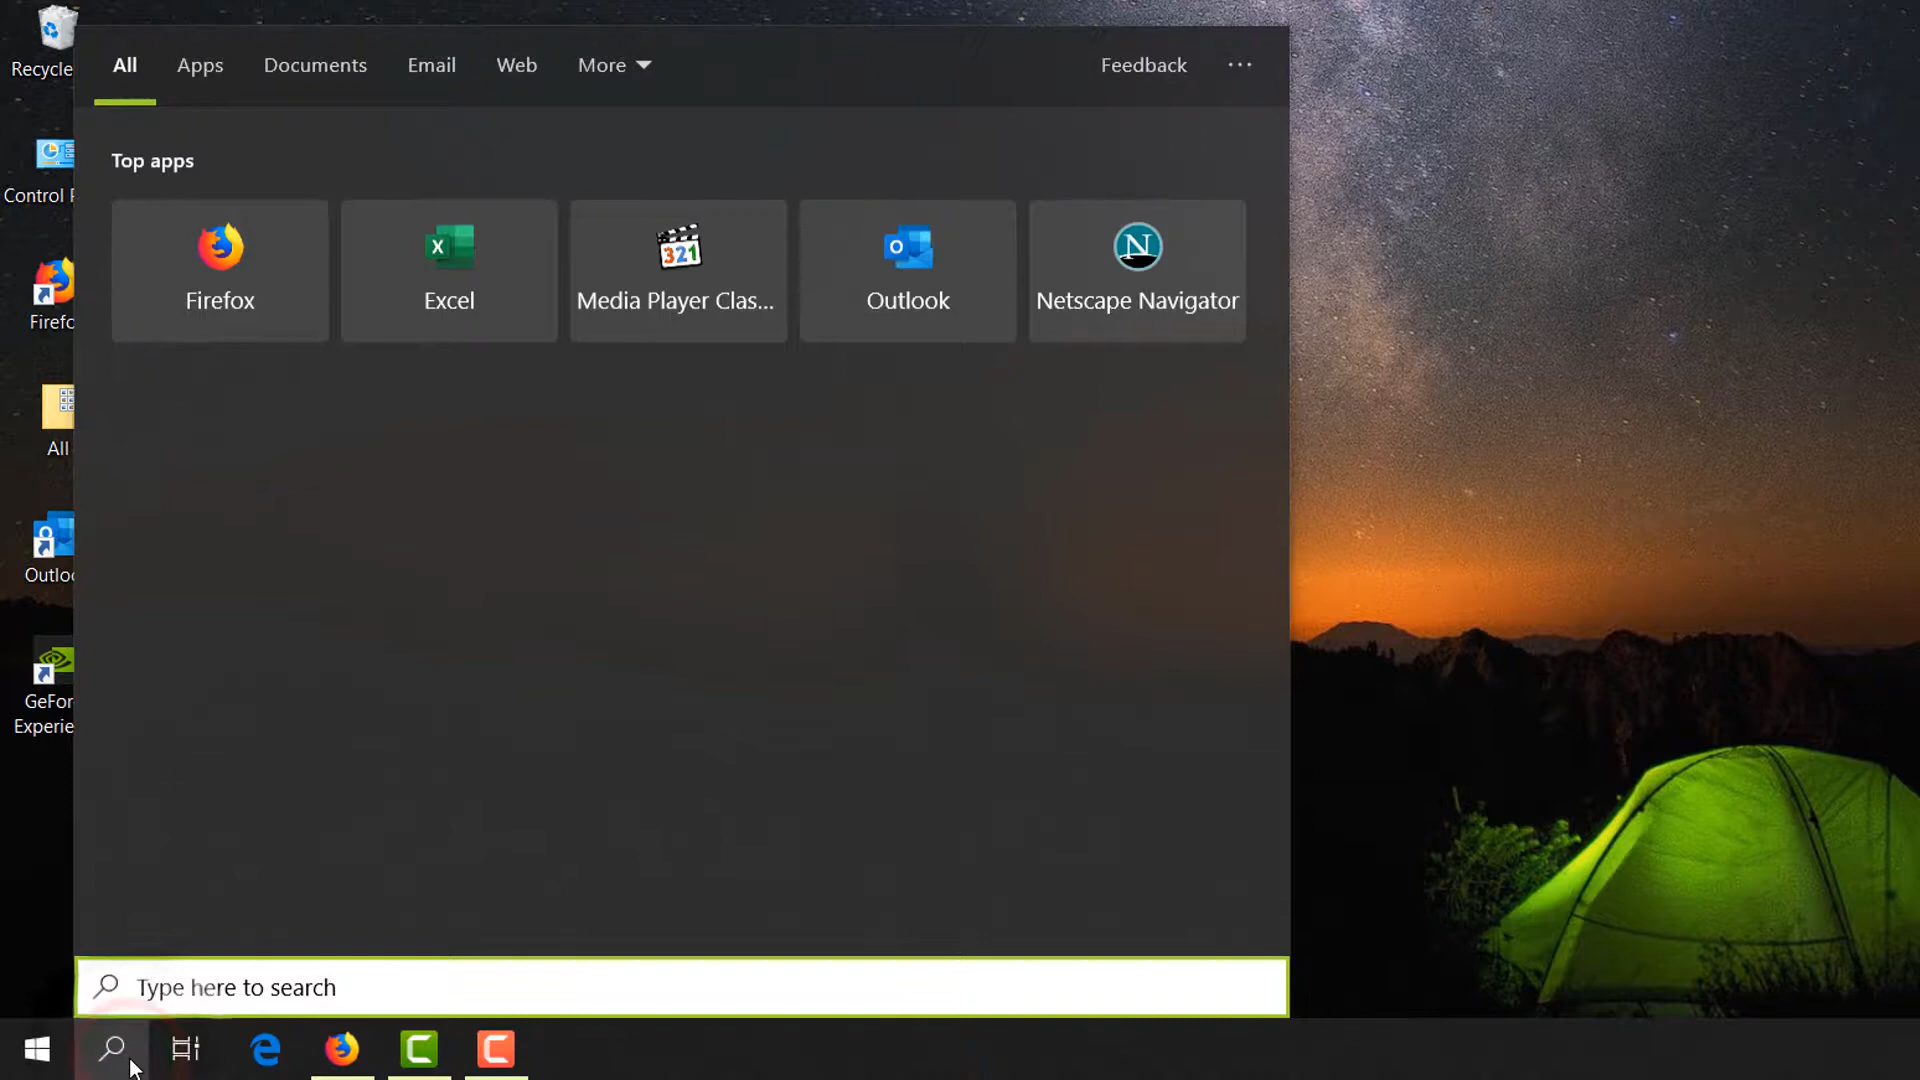 All Apps Documents Email Web More Feedback ...
Top apps
Firefox Excel Media Player Clas... Outlook Netscape Navigator
Type here to search
Recycle
Control P
Firefo
All
Outloo
GeFor
Experie